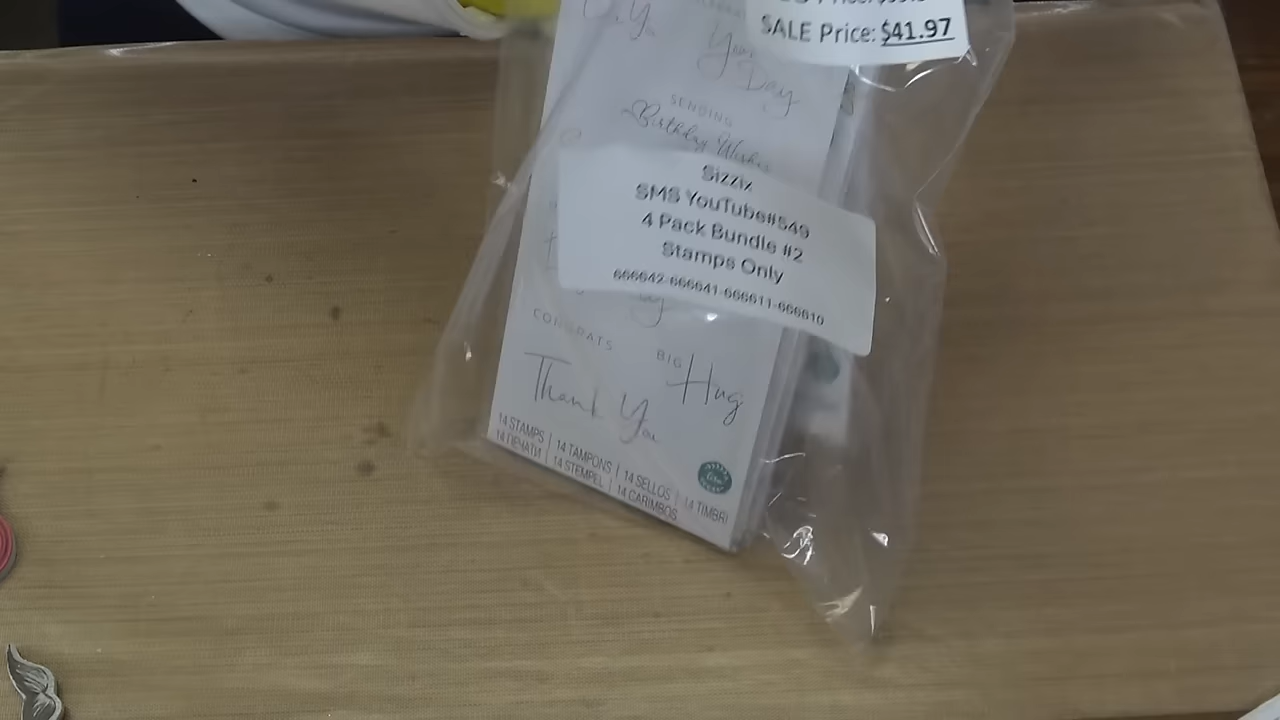 SALE Price: $41.97
Your
Day
SENDING
Birthday Wishes
Sizzix
SMS YouTube#549
4 Pack Bundle #2
Stamps Only
666642-666641-666611-666610
CONGRATS
BIG
Hug
Thank You
14 STAMPS | 14 TAMPONS | 14 SELLOS | 14 TIMBRI
14 ПЕЧАТИ | 14 STEMPEL | 14 CARIMBOS